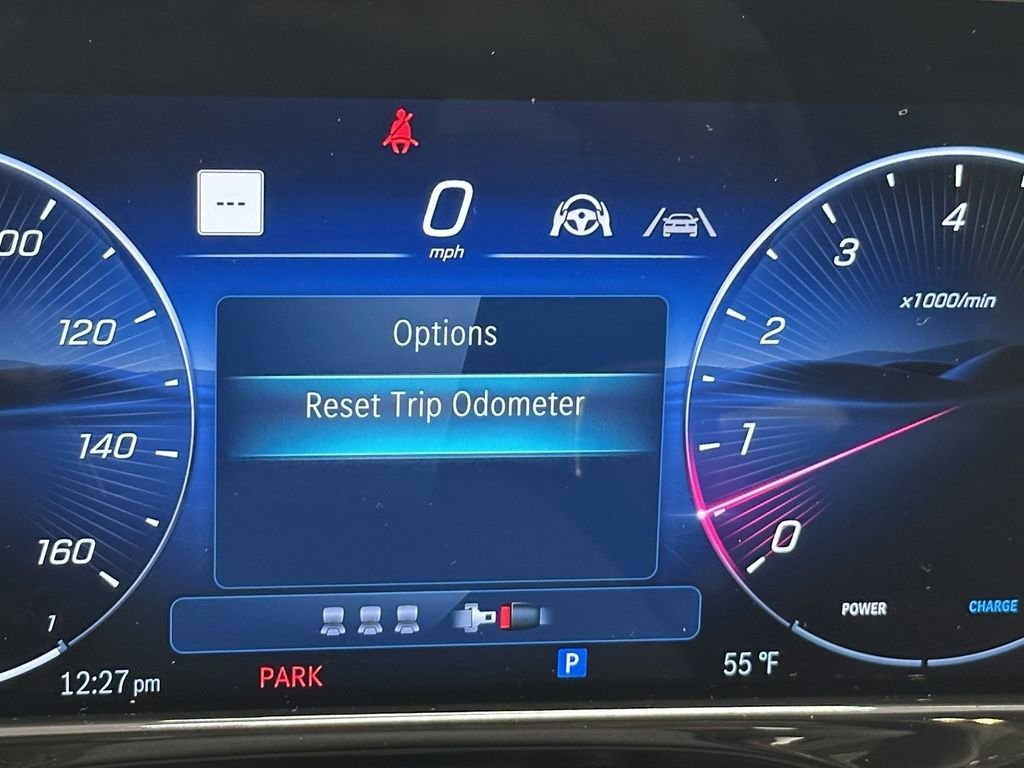 ---
0
mph
00
120
140
160
1
4
3
x1000/min
2
1
0
Options
Reset Trip Odometer
POWER
CHARGE
12:27 pm
PARK
P
55 °F